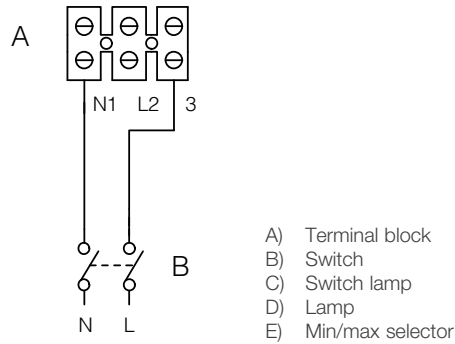 A
N1 L2 3
B
N L
A) Terminal block
B) Switch
C) Switch lamp
D) Lamp
E) Min/max selector